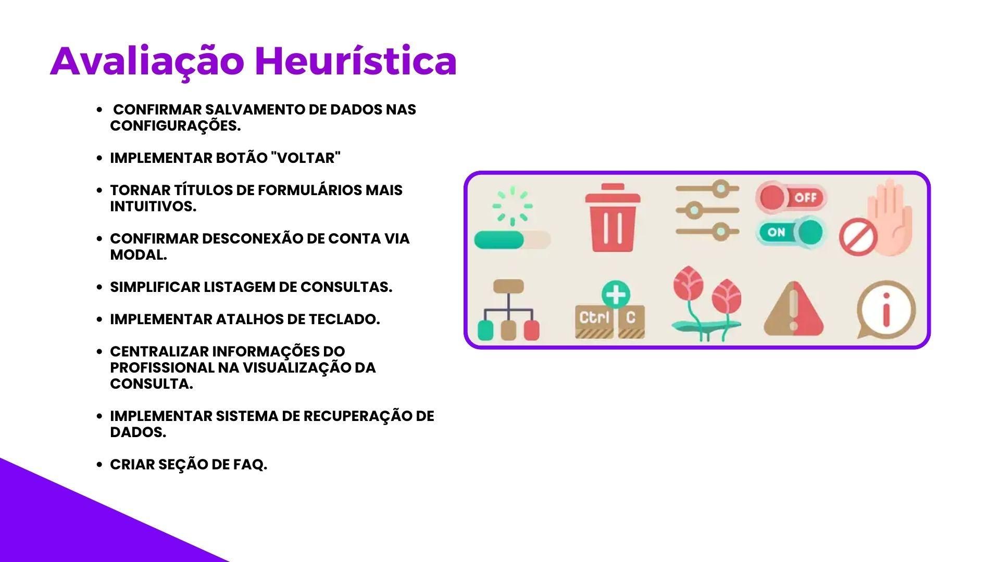 Avaliação Heurística
• CONFIRMAR SALVAMENTO DE DADOS NAS
CONFIGURAÇÕES.
• IMPLEMENTAR BOTÃO "VOLTAR"
• TORNAR TÍTULOS DE FORMULÁRIOS MAIS
INTUITIVOS.
• CONFIRMAR DESCONEXÃO DE CONTA VIA
MODAL.
• SIMPLIFICAR LISTAGEM DE CONSULTAS.
• IMPLEMENTAR ATALHOS DE TECLADO.
• CENTRALIZAR INFORMAÇÕES DO
PROFISSIONAL NA VISUALIZAÇÃO DA
CONSULTA.
• IMPLEMENTAR SISTEMA DE RECUPERAÇÃO DE
DADOS.
• CRIAR SEÇÃO DE FAQ.
OFF
ON
Ctrl C